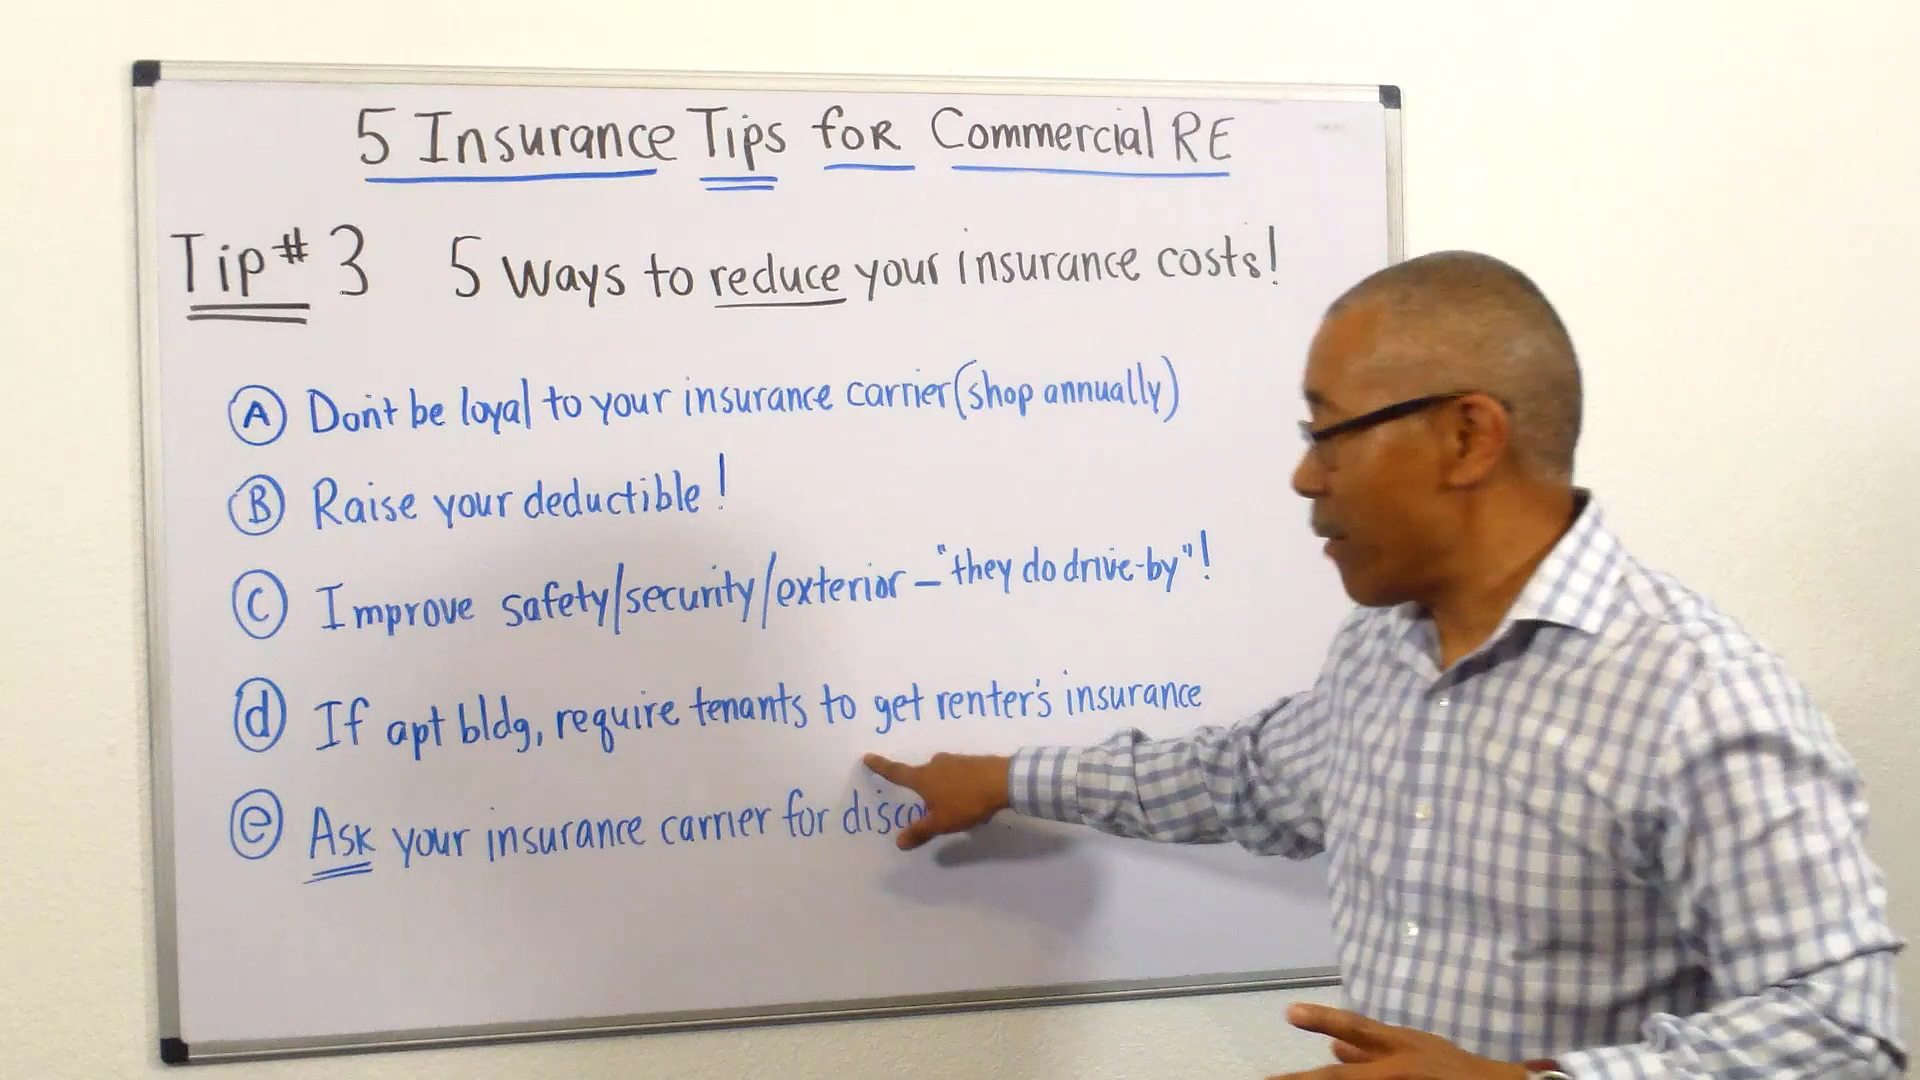 5 Insurance Tips for Commercial RE
Tip # 3 5 Ways to reduce your insurance costs!
A Don't be loyal to your insurance carrier (shop annually)
B Raise your deductible!
C Improve safety/security/exterior – "they do drive-by"!
d If apt bldg, require tenants to get renter's insurance
e Ask your insurance carrier for